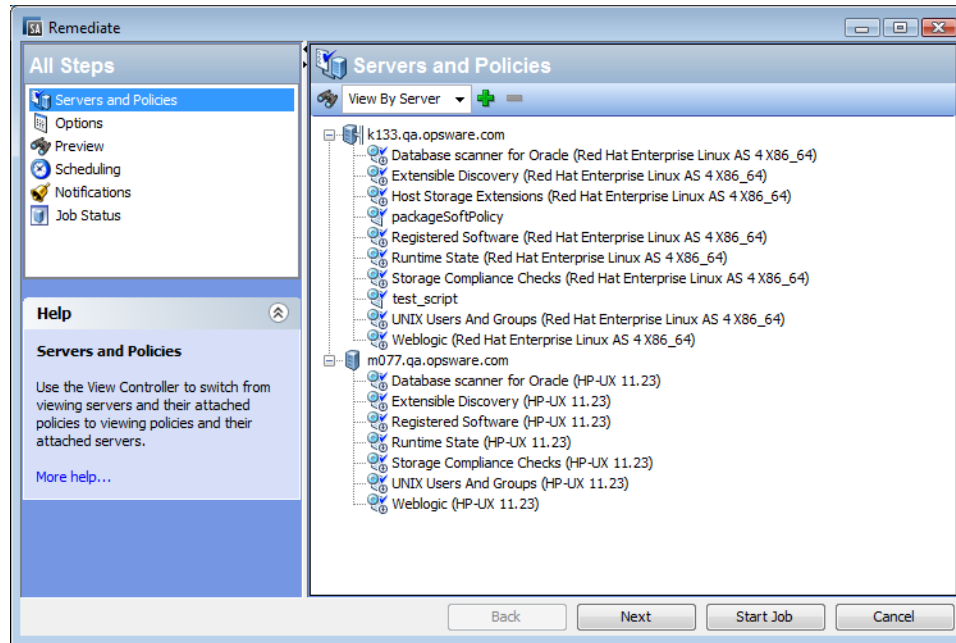 SA Remediate
All Steps
Servers and Policies
Options
Preview
Scheduling
Notifications
Job Status
Help
Servers and Policies
Use the View Controller to switch from
viewing servers and their attached
policies to viewing policies and their
attached servers.
More help...
Servers and Policies
View By Server
k133.qa.opsware.com
Database scanner for Oracle (Red Hat Enterprise Linux AS 4 X86_64)
Extensible Discovery (Red Hat Enterprise Linux AS 4 X86_64)
Host Storage Extensions (Red Hat Enterprise Linux AS 4 X86_64)
packageSoftPolicy
Registered Software (Red Hat Enterprise Linux AS 4 X86_64)
Runtime State (Red Hat Enterprise Linux AS 4 X86_64)
Storage Compliance Checks (Red Hat Enterprise Linux AS 4 X86_64)
test_script
UNIX Users And Groups (Red Hat Enterprise Linux AS 4 X86_64)
Weblogic (Red Hat Enterprise Linux AS 4 X86_64)
m077.qa.opsware.com
Database scanner for Oracle (HP-UX 11.23)
Extensible Discovery (HP-UX 11.23)
Registered Software (HP-UX 11.23)
Runtime State (HP-UX 11.23)
Storage Compliance Checks (HP-UX 11.23)
UNIX Users And Groups (HP-UX 11.23)
Weblogic (HP-UX 11.23)
Back Next Start Job Cancel